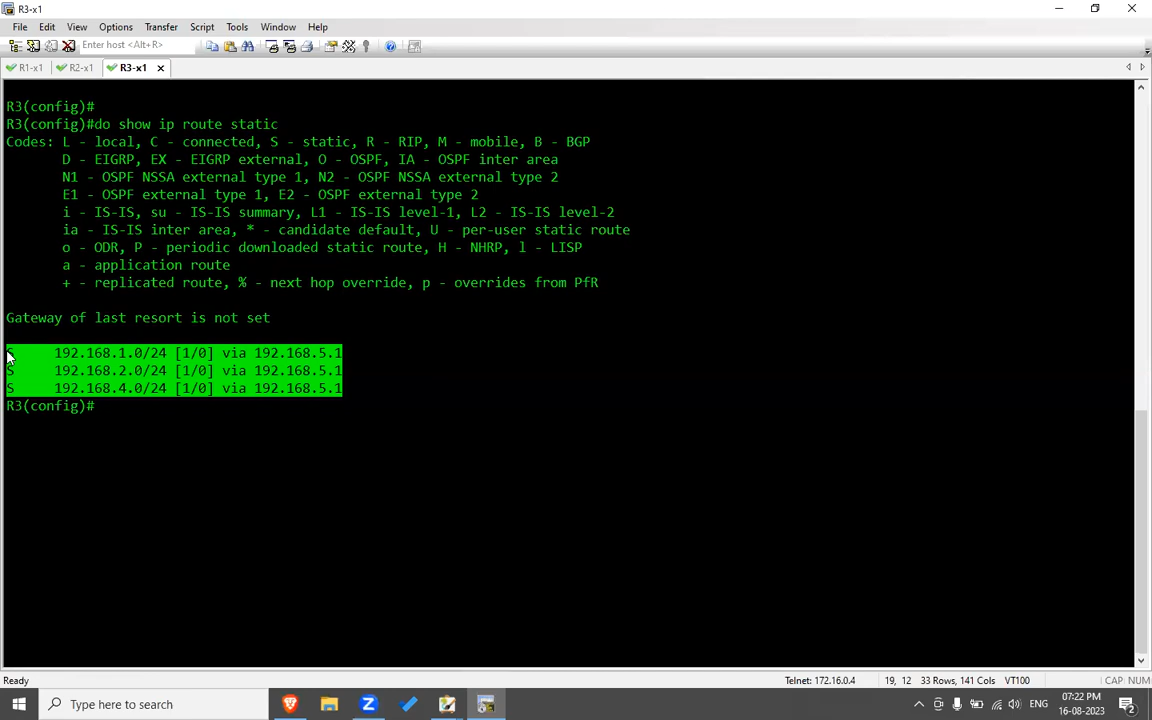 R3-x1
File Edit View Options Transfer Script Tools Window Help
Enter host <Alt+R>
R1-x1 R2-x1 R3-x1
R3(config)#
R3(config)#do show ip route static
Codes: L - local, C - connected, S - static, R - RIP, M - mobile, B - BGP
D - EIGRP, EX - EIGRP external, O - OSPF, IA - OSPF inter area
N1 - OSPF NSSA external type 1, N2 - OSPF NSSA external type 2
E1 - OSPF external type 1, E2 - OSPF external type 2
i - IS-IS, su - IS-IS summary, L1 - IS-IS level-1, L2 - IS-IS level-2
ia - IS-IS inter area, * - candidate default, U - per-user static route
o - ODR, P - periodic downloaded static route, H - NHRP, l - LISP
a - application route
+ - replicated route, % - next hop override, p - overrides from PfR
Gateway of last resort is not set
S 192.168.1.0/24 [1/0] via 192.168.5.1
S 192.168.2.0/24 [1/0] via 192.168.5.1
S 192.168.4.0/24 [1/0] via 192.168.5.1
R3(config)#
Ready Telnet: 172.16.0.4 19, 12 33 Rows, 141 Cols VT100 CAP NUM
Type here to search ENG 07:22 PM
16-08-2023 2